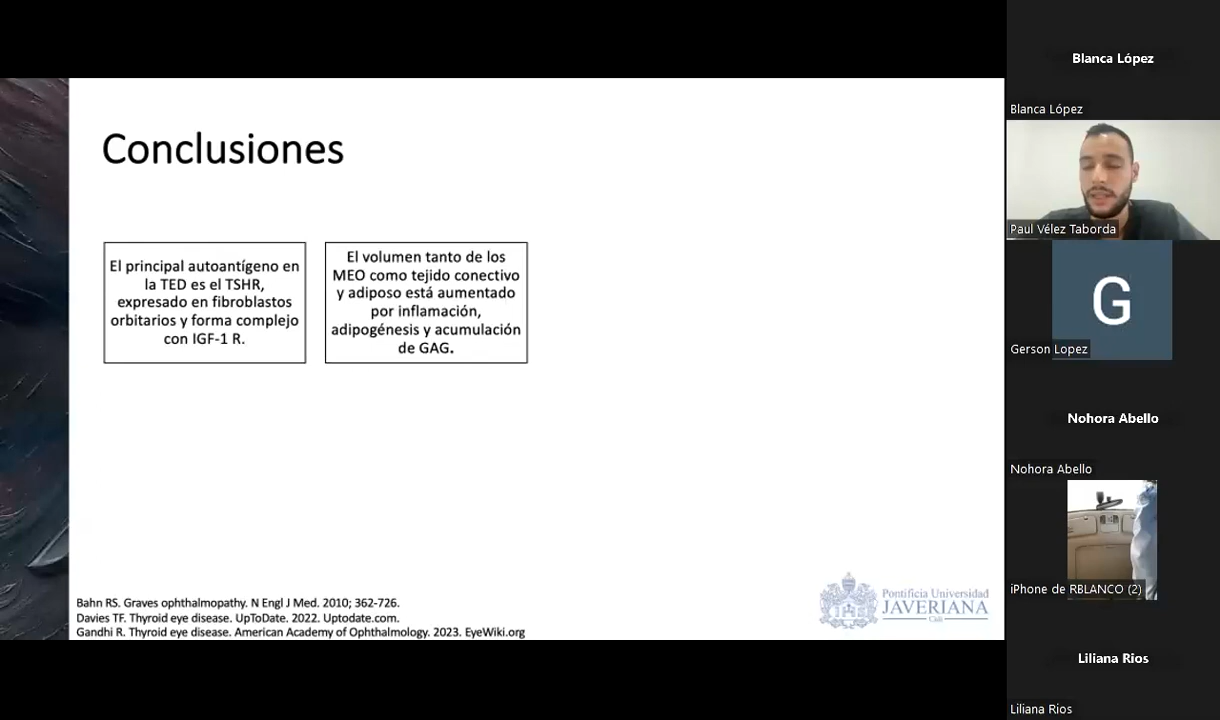 Conclusiones
El principal autoantígeno en
la TED es el TSHR,
expresado en fibroblastos
orbitarios y forma complejo
con IGF-1 R.
El volumen tanto de los
MEO como tejido conectivo
y adiposo está aumentado
por inflamación,
adipogénesis y acumulación
de GAG.
Bahn RS. Graves ophthalmopathy. N Engl J Med. 2010; 362-726.
Davies TF. Thyroid eye disease. UpToDate. 2022. Uptodate.com.
Gandhi R. Thyroid eye disease. American Academy of Ophthalmology. 2023. EyeWiki.org
Pontificia Universidad
JAVERIANA
Cali
Blanca López
Blanca López
Paul Vélez Taborda
G
Gerson Lopez
Nohora Abello
Nohora Abello
iPhone de RBLANCO (2)
Liliana Rios
Liliana Rios